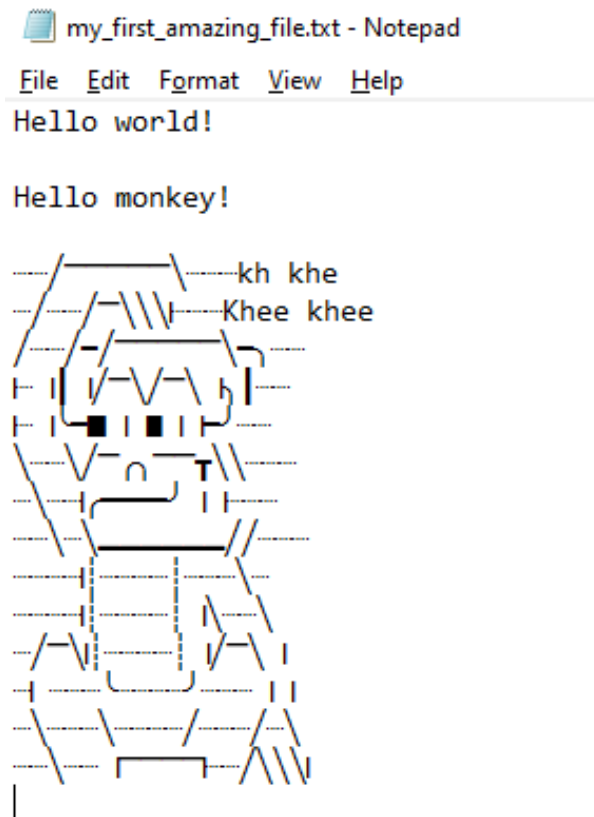 my_first_amazing_file.txt - Notepad
File Edit Format View Help
Hello world!
Hello monkey!
kh khe
Khee khee